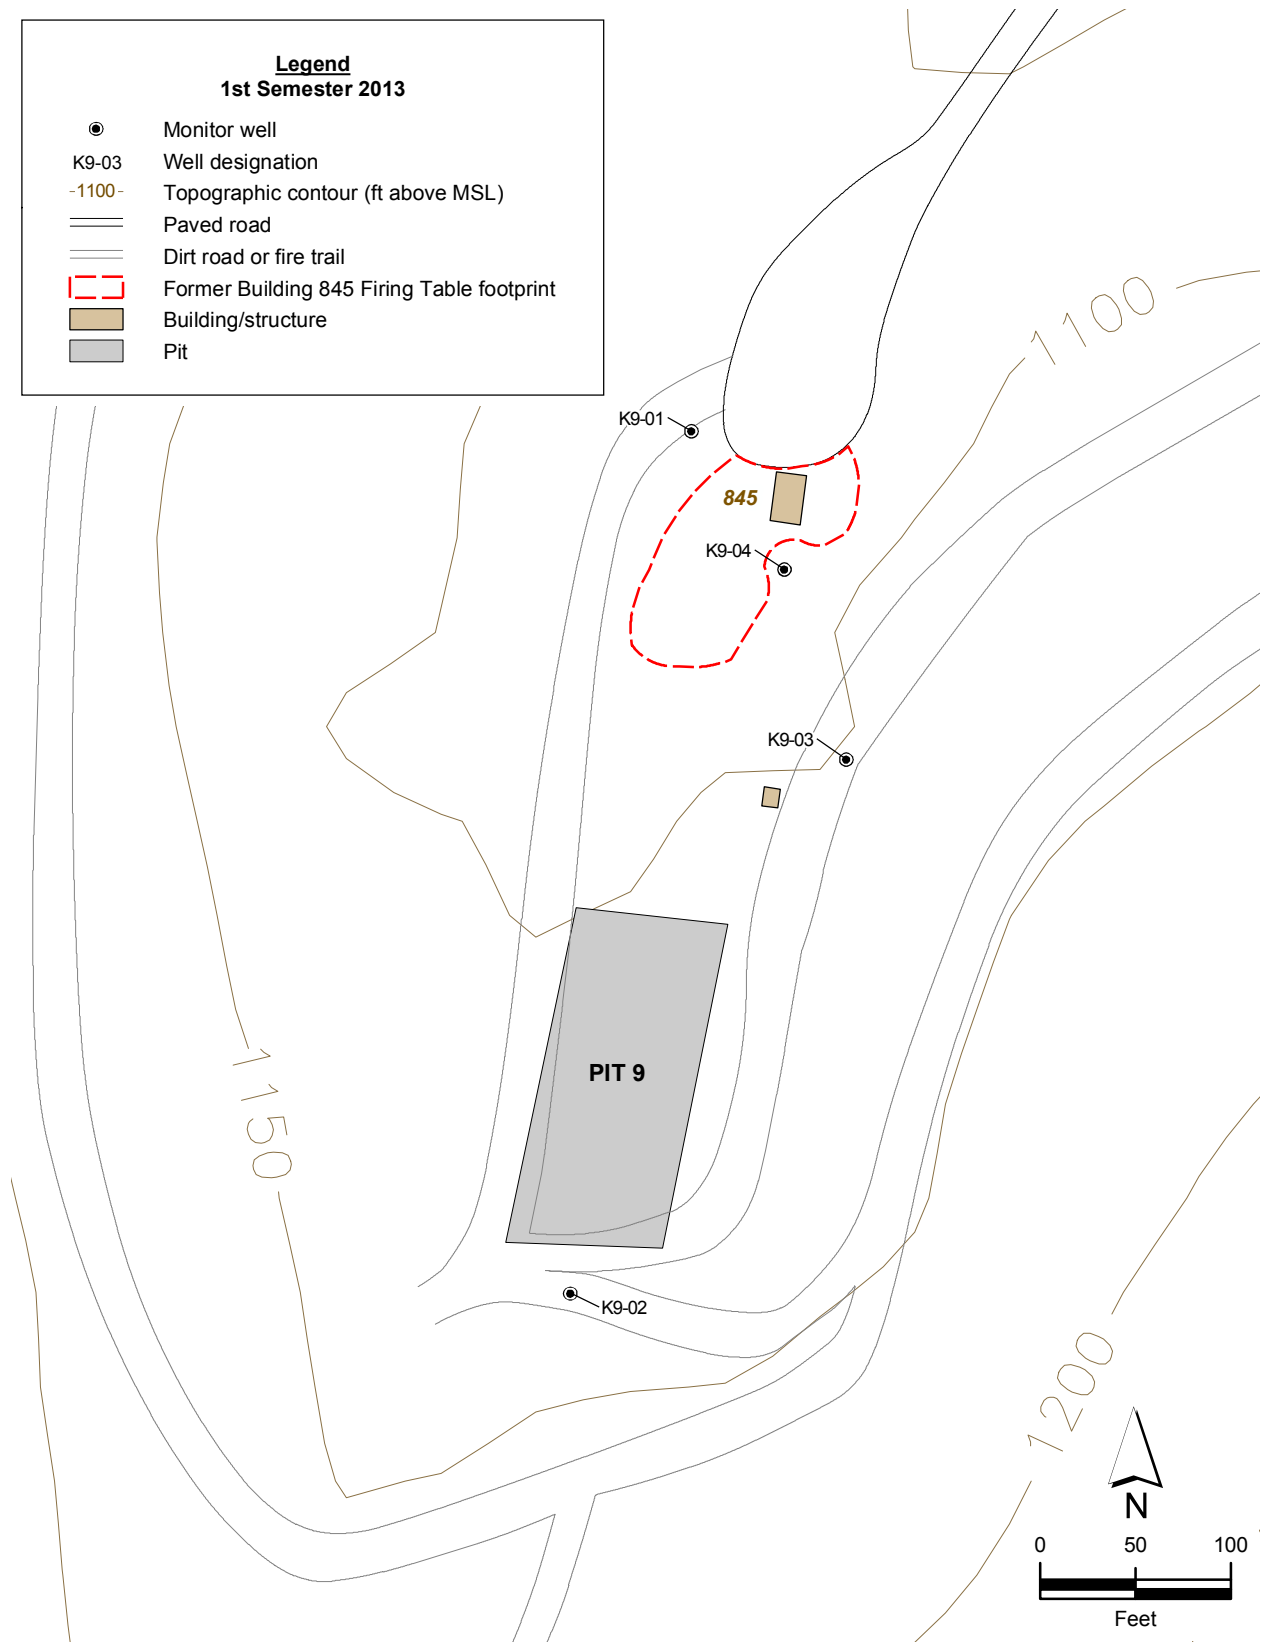 Legend
1st Semester 2013
Monitor well
K9-03 Well designation
-1100- Topographic contour (ft above MSL)
Paved road
Dirt road or fire trail
Former Building 845 Firing Table footprint
Building/structure
Pit
1100
K9-01
845
K9-04
K9-03
PIT 9
1150
K9-02
1200
N
0 50 100
Feet